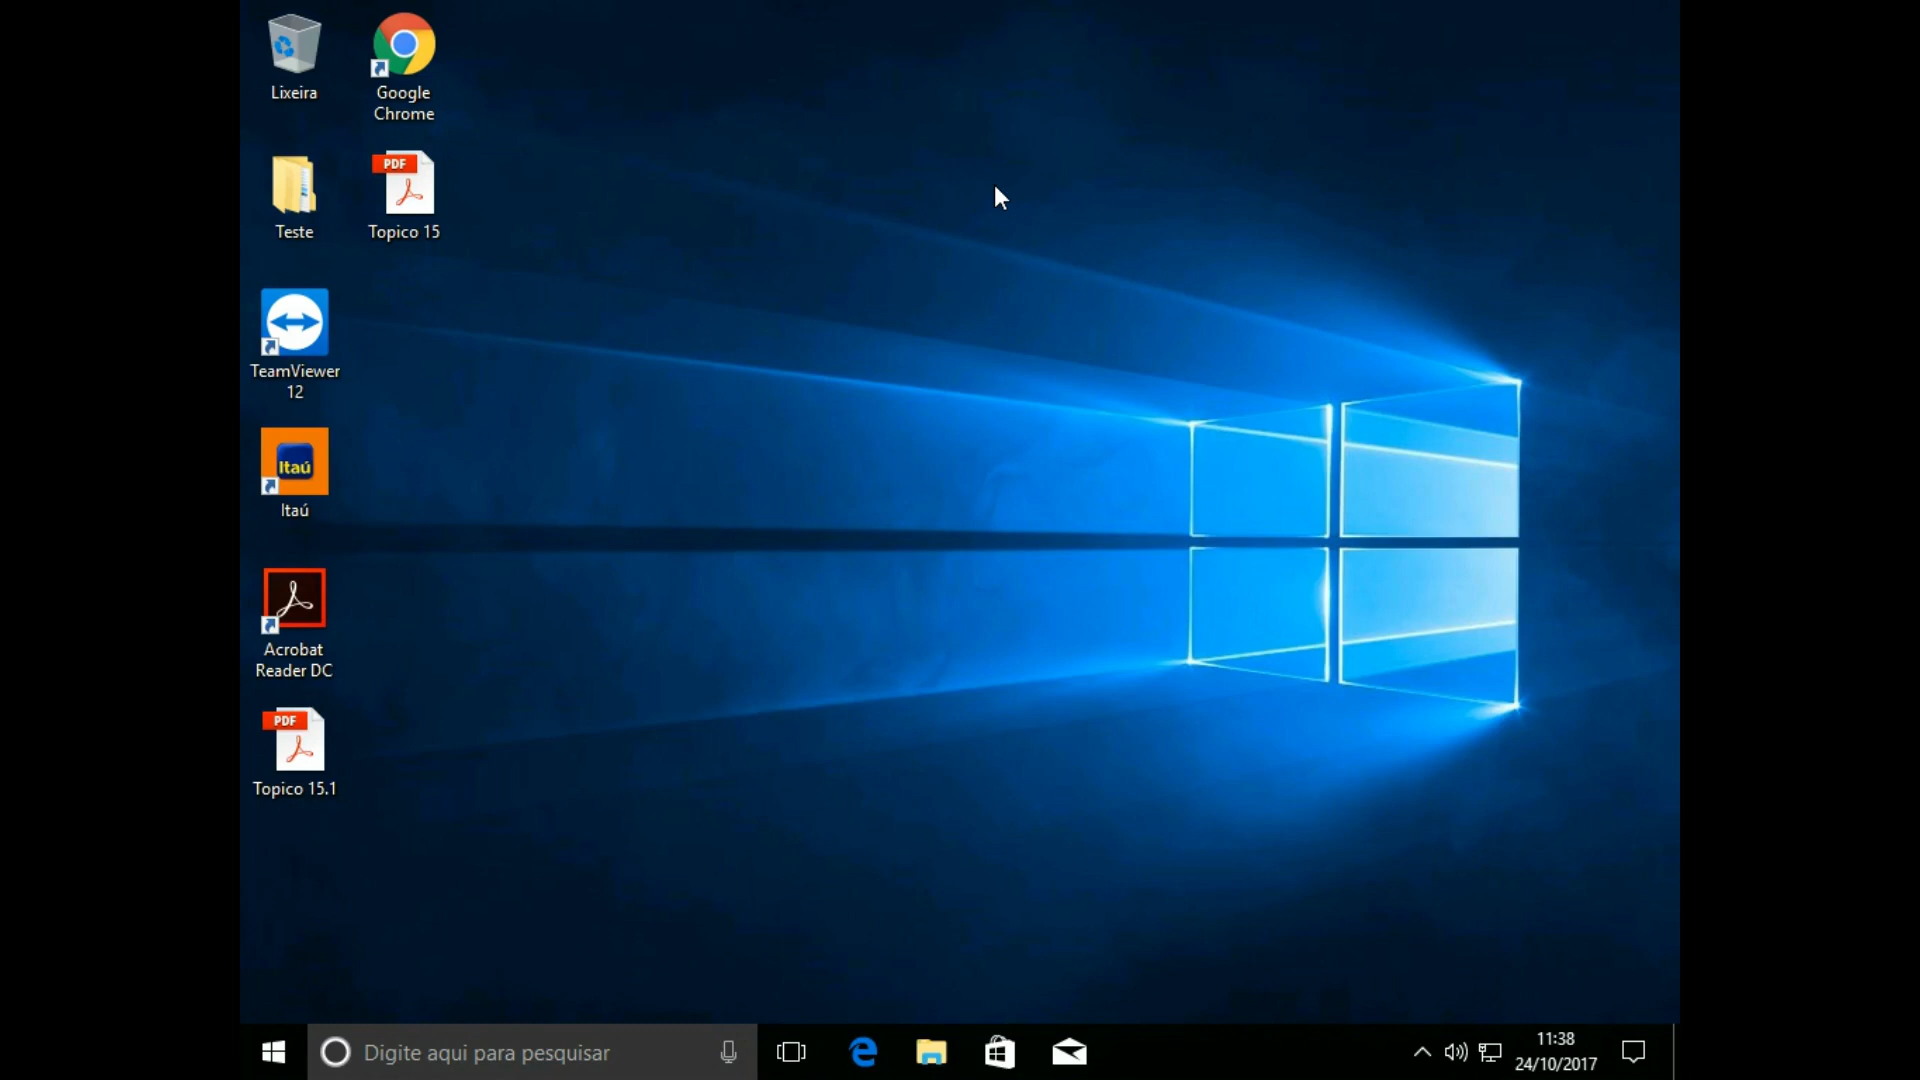 Lixeira
Google
Chrome
Teste
PDF
Topico 15
TeamViewer
12
Itaú
Itaú
Acrobat
Reader DC
PDF
Topico 15.1
Digite aqui para pesquisar
11:38
24/10/2017